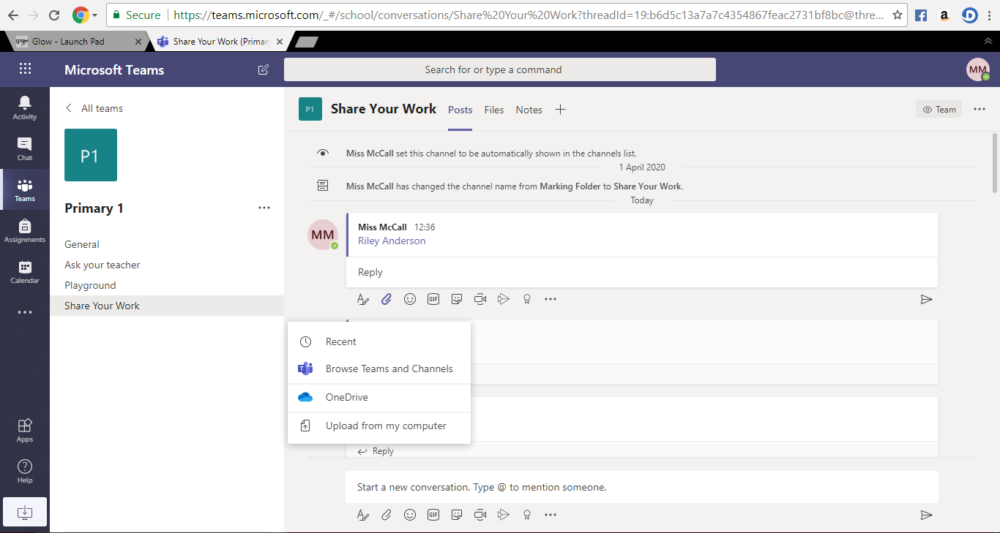 Secure https://teams.microsoft.com/_#/school/conversations/Share%20Your%20Work?threadId=19:b6d5c13a7a7c4354867feac2731bf8bc@thre...
glow Glow - Launch Pad
Share Your Work (Primar
Microsoft Teams
Search for or type a command
MM
Activity
Chat
Teams
Assignments
Calendar
Apps
Help
All teams
P1
Primary 1
General
Ask your teacher
Playground
Share Your Work
P1
Share Your Work
Posts
Files
Notes
Team
Miss McCall set this channel to be automatically shown in the channels list.
1 April 2020
Miss McCall has changed the channel name from Marking Folder to Share Your Work.
Today
MM
Miss McCall 12:36
Riley Anderson
Reply
GIF
Recent
Browse Teams and Channels
OneDrive
Upload from my computer
Reply
Start a new conversation. Type @ to mention someone.
GIF